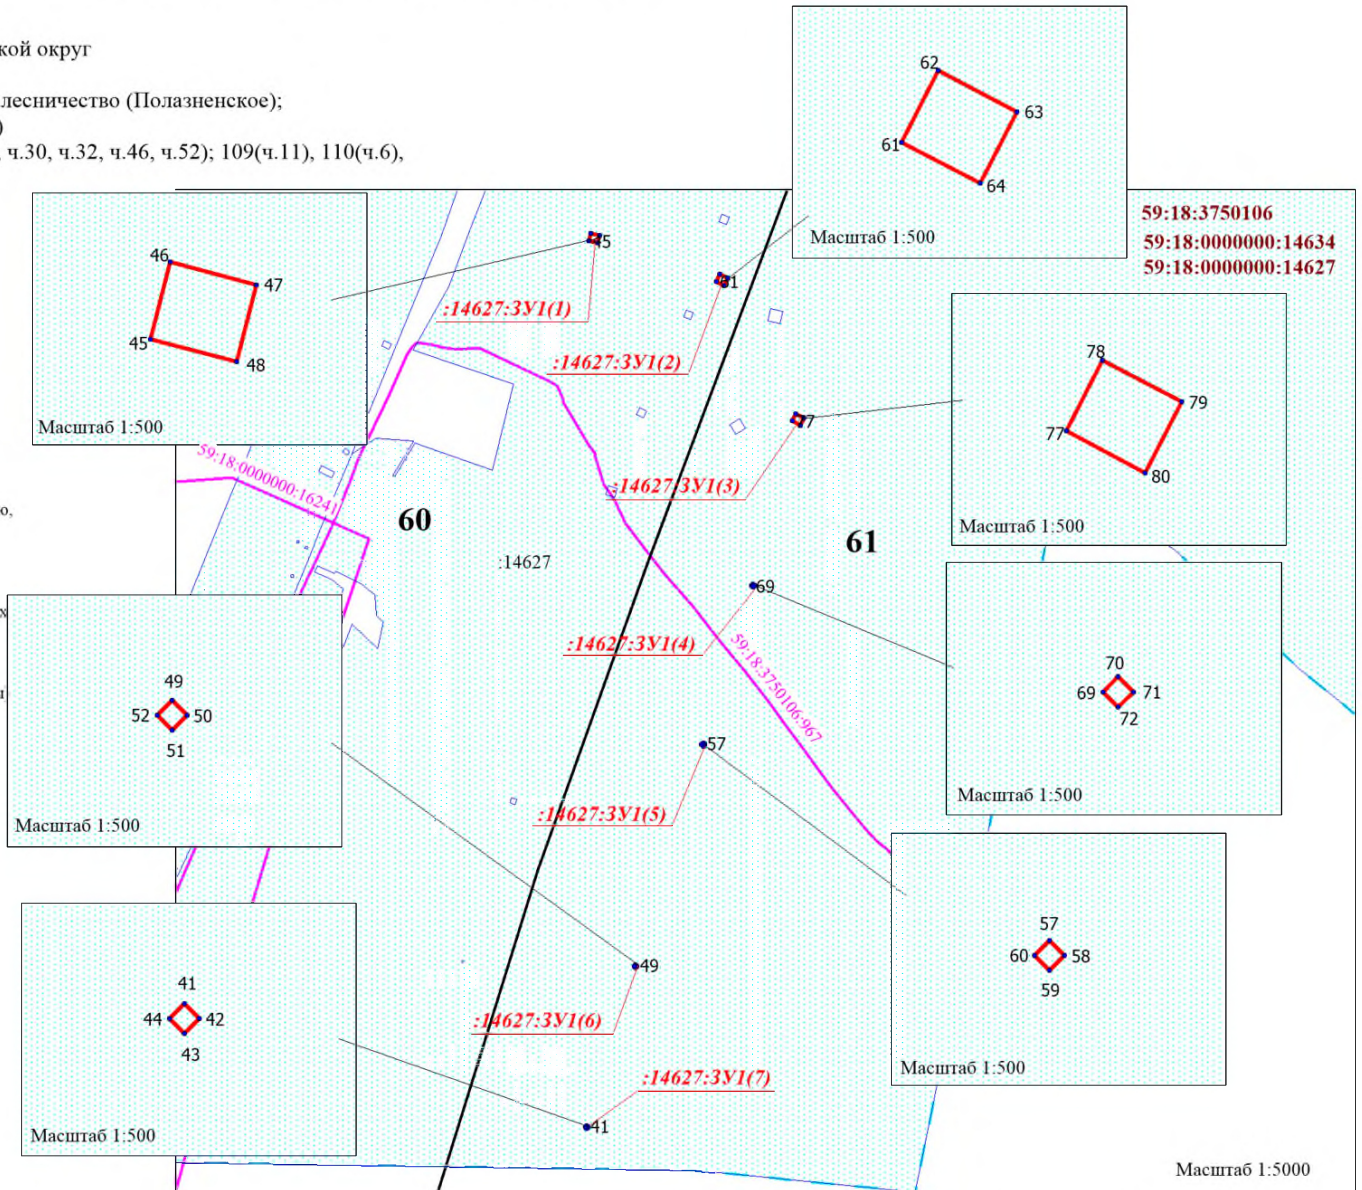 кой округ
лесничество (Полазненское);
)
, ч.30, ч.32, ч.46, ч.52); 109(ч.11), 110(ч.6),
62
63
61
64
Масштаб 1:500
59:18:3750106
59:18:0000000:14634
59:18:0000000:14627
46
47
45
48
Масштаб 1:500
45
:14627:ЗУ1(1)
61
:14627:ЗУ1(2)
77
:14627:ЗУ1(3)
78
79
77
80
Масштаб 1:500
59:18:0000000:16241
60
61
:14627
ю,
х
69
:14627:ЗУ1(4)
59:18:3750106:967
70
69
71
72
Масштаб 1:500
49
52
50
51
Масштаб 1:500
57
:14627:ЗУ1(5)
57
60
58
59
Масштаб 1:500
49
:14627:ЗУ1(6)
41
44
42
43
Масштаб 1:500
:14627:ЗУ1(7)
41
Масштаб 1:5000